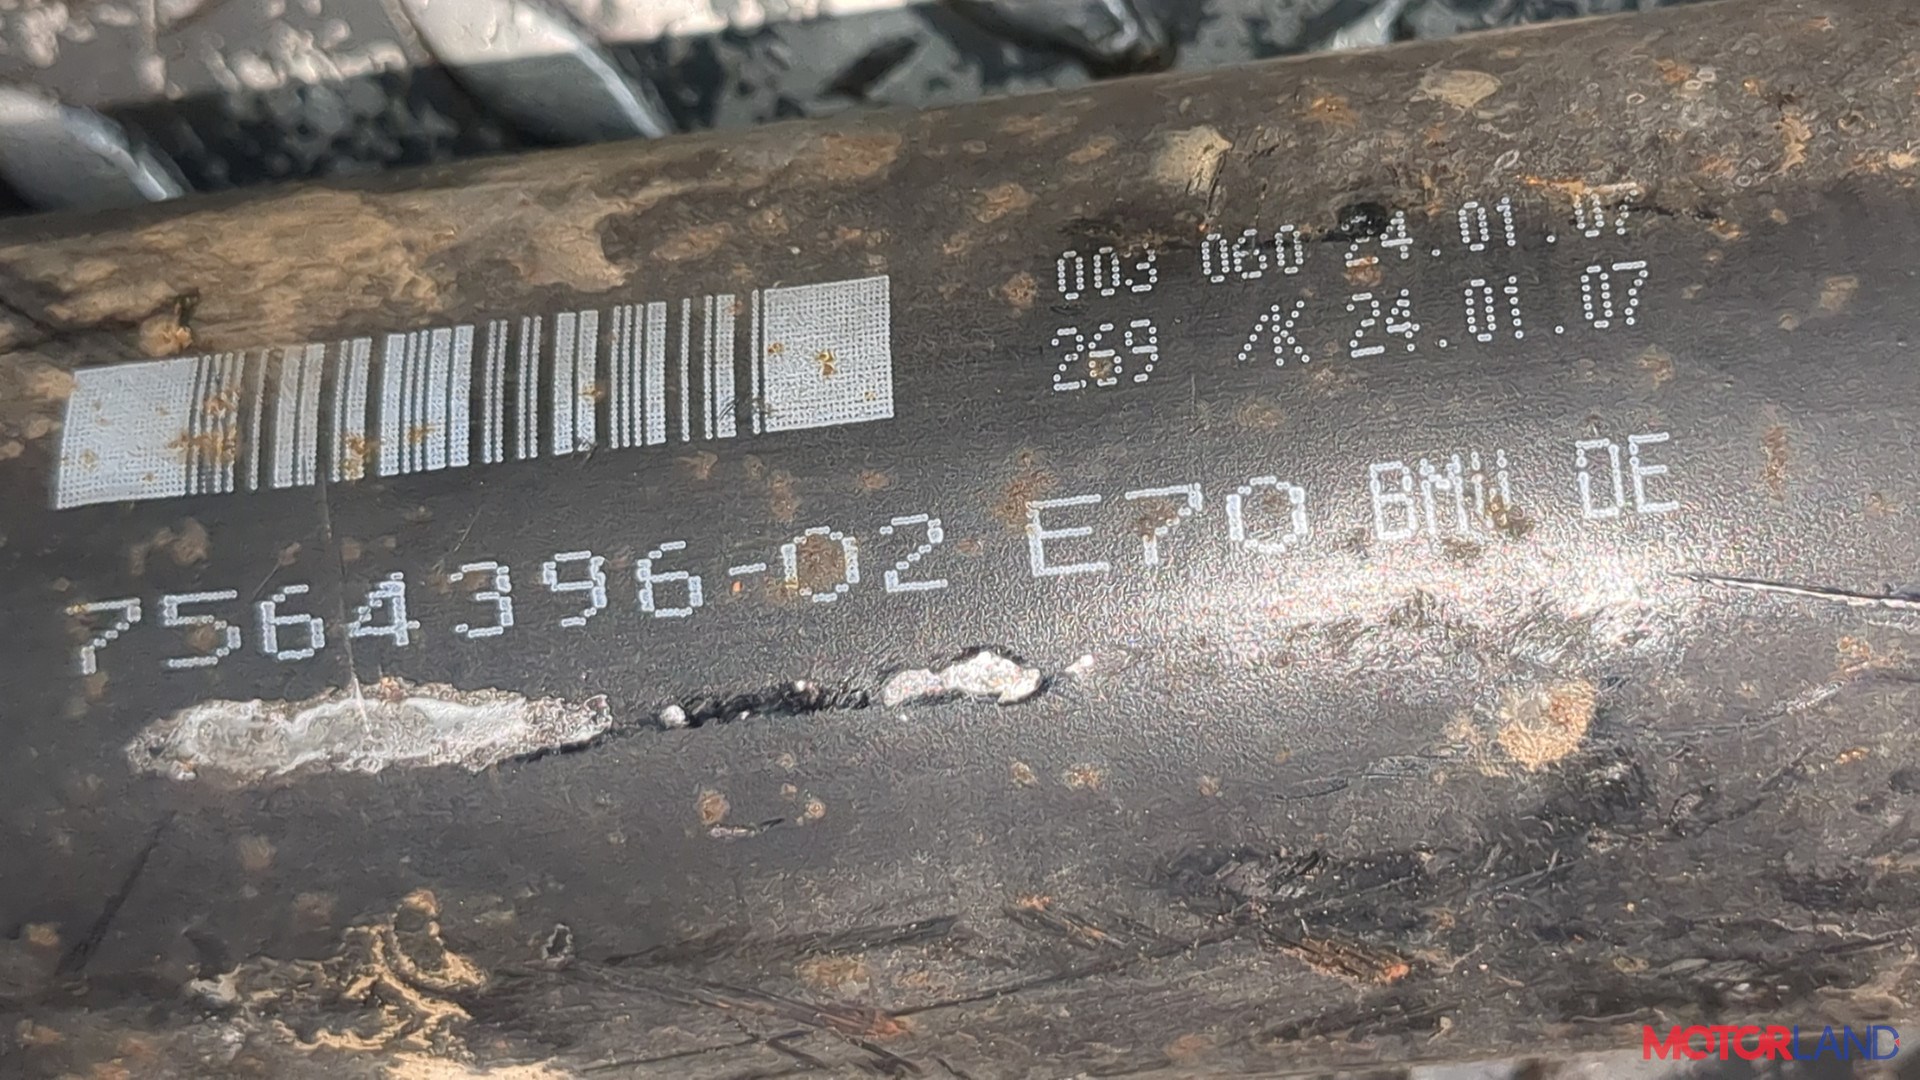 003 060 24.01.07
269 /K 24.01.07
7564396-02 E70 BMW DE
MOTORLAND